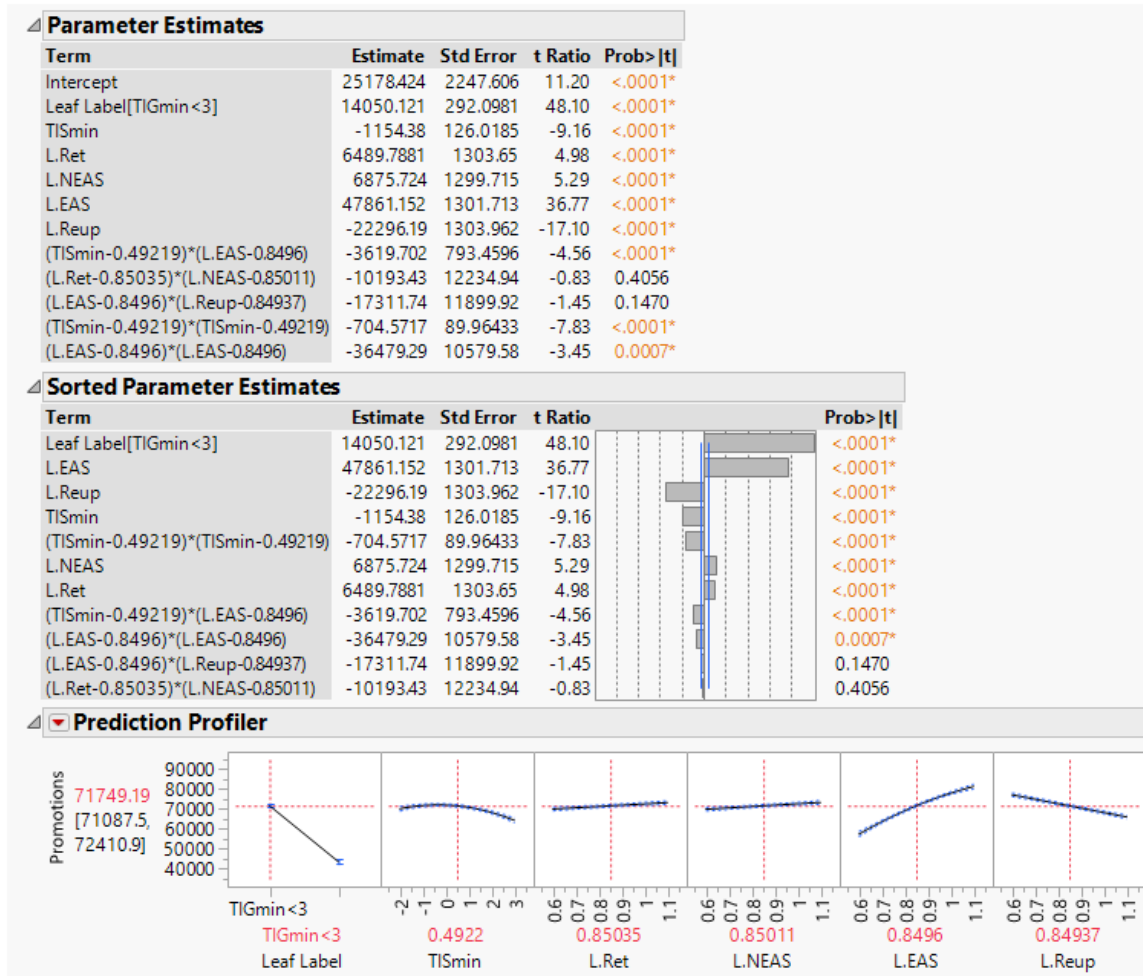 Parameter Estimates
Term Estimate Std Error t Ratio Prob>|t|
Intercept 25178.424 2247.606 11.20 <.0001*
Leaf Label[TIGmin<3] 14050.121 292.0981 48.10 <.0001*
TISmin -1154.38 126.0185 -9.16 <.0001*
L.Ret 6489.7881 1303.65 4.98 <.0001*
L.NEAS 6875.724 1299.715 5.29 <.0001*
L.EAS 47861.152 1301.713 36.77 <.0001*
L.Reup -22296.19 1303.962 -17.10 <.0001*
(TISmin-0.49219)*(L.EAS-0.8496) -3619.702 793.4596 -4.56 <.0001*
(L.Ret-0.85035)*(L.NEAS-0.85011) -10193.43 12234.94 -0.83 0.4056
(L.EAS-0.8496)*(L.Reup-0.84937) -17311.74 11899.92 -1.45 0.1470
(TISmin-0.49219)*(TISmin-0.49219) -704.5717 89.96433 -7.83 <.0001*
(L.EAS-0.8496)*(L.EAS-0.8496) -36479.29 10579.58 -3.45 0.0007*
Sorted Parameter Estimates
Term Estimate Std Error t Ratio Prob>|t|
Leaf Label[TIGmin<3] 14050.121 292.0981 48.10 <.0001*
L.EAS 47861.152 1301.713 36.77 <.0001*
L.Reup -22296.19 1303.962 -17.10 <.0001*
TISmin -1154.38 126.0185 -9.16 <.0001*
(TISmin-0.49219)*(TISmin-0.49219) -704.5717 89.96433 -7.83 <.0001*
L.NEAS 6875.724 1299.715 5.29 <.0001*
L.Ret 6489.7881 1303.65 4.98 <.0001*
(TISmin-0.49219)*(L.EAS-0.8496) -3619.702 793.4596 -4.56 <.0001*
(L.EAS-0.8496)*(L.EAS-0.8496) -36479.29 10579.58 -3.45 0.0007*
(L.EAS-0.8496)*(L.Reup-0.84937) -17311.74 11899.92 -1.45 0.1470
(L.Ret-0.85035)*(L.NEAS-0.85011) -10193.43 12234.94 -0.83 0.4056
Prediction Profiler
Promotions
71749.19
[71087.5,
72410.9]
90000
80000
70000
60000
50000
40000
TIGmin<3 -2 -1 0 1 2 3 0.6 0.7 0.8 0.9 1 1.1 0.6 0.7 0.8 0.9 1 1.1 0.6 0.7 0.8 0.9 1 1.1 0.6 0.7 0.8 0.9 1 1.1
TIGmin<3 0.4922 0.85035 0.85011 0.8496 0.84937
Leaf Label TISmin L.Ret L.NEAS L.EAS L.Reup